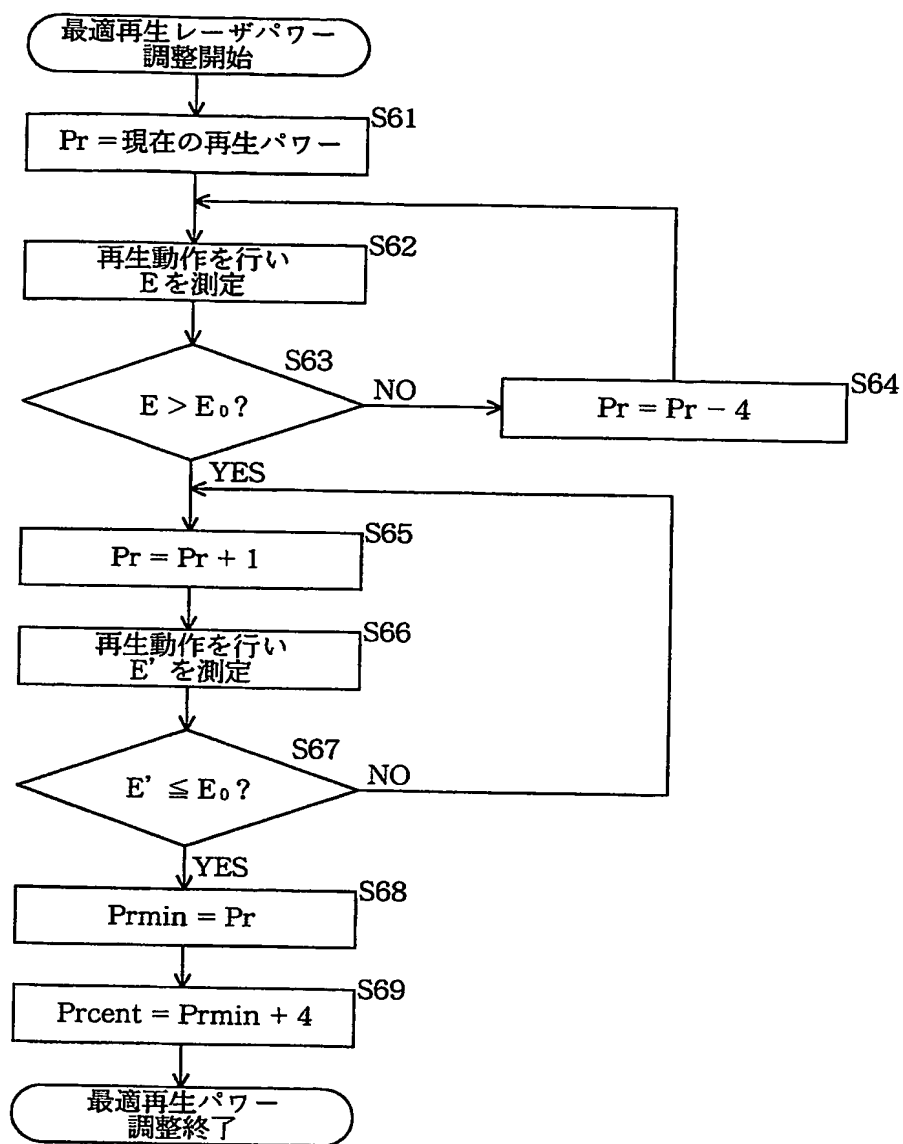 最適再生レーザパワー
調整開始
S61
Pr = 現在の再生パワー
S62
再生動作を行い
E を測定
S63
E > E₀ ?
NO
S64
Pr = Pr − 4
YES
S65
Pr = Pr + 1
S66
再生動作を行い
E' を測定
S67
E' ≦ E₀ ?
NO
YES
S68
Prmin = Pr
S69
Prcent = Prmin + 4
最適再生パワー
調整終了